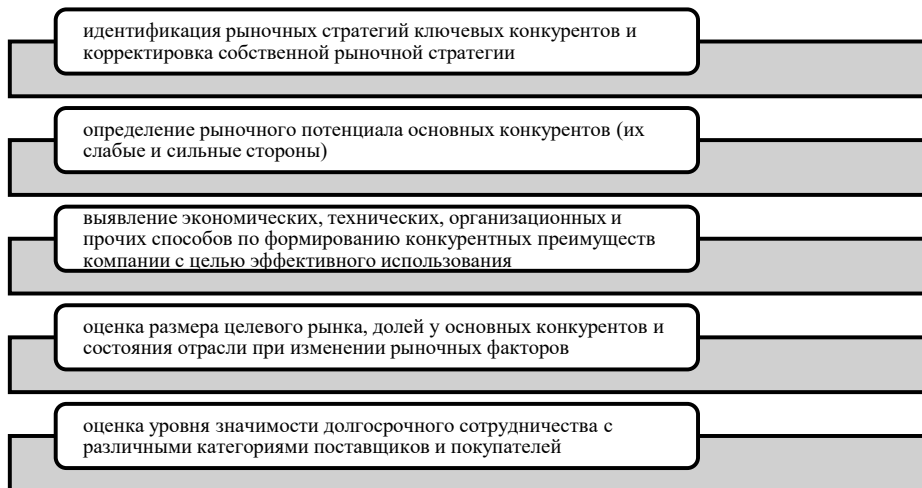 идентификация рыночных стратегий ключевых конкурентов и
корректировка собственной рыночной стратегии
определение рыночного потенциала основных конкурентов (их
слабые и сильные стороны)
выявление экономических, технических, организационных и
прочих способов по формированию конкурентных преимуществ
компании с целью эффективного использования
оценка размера целевого рынка, долей у основных конкурентов и
состояния отрасли при изменении рыночных факторов
оценка уровня значимости долгосрочного сотрудничества с
различными категориями поставщиков и покупателей